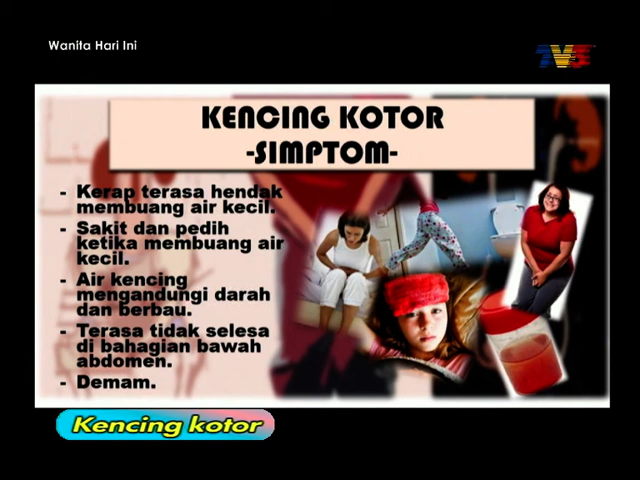 Wanita Hari Ini
TV3
KENCING KOTOR
-SIMPTOM-
- Kerap terasa hendak
membuang air kecil.
- Sakit dan pedih
ketika membuang air
kecil.
- Air kencing
mengandungi darah
dan berbau.
- Terasa tidak selesa
di bahagian bawah
abdomen.
- Demam.
Kencing kotor